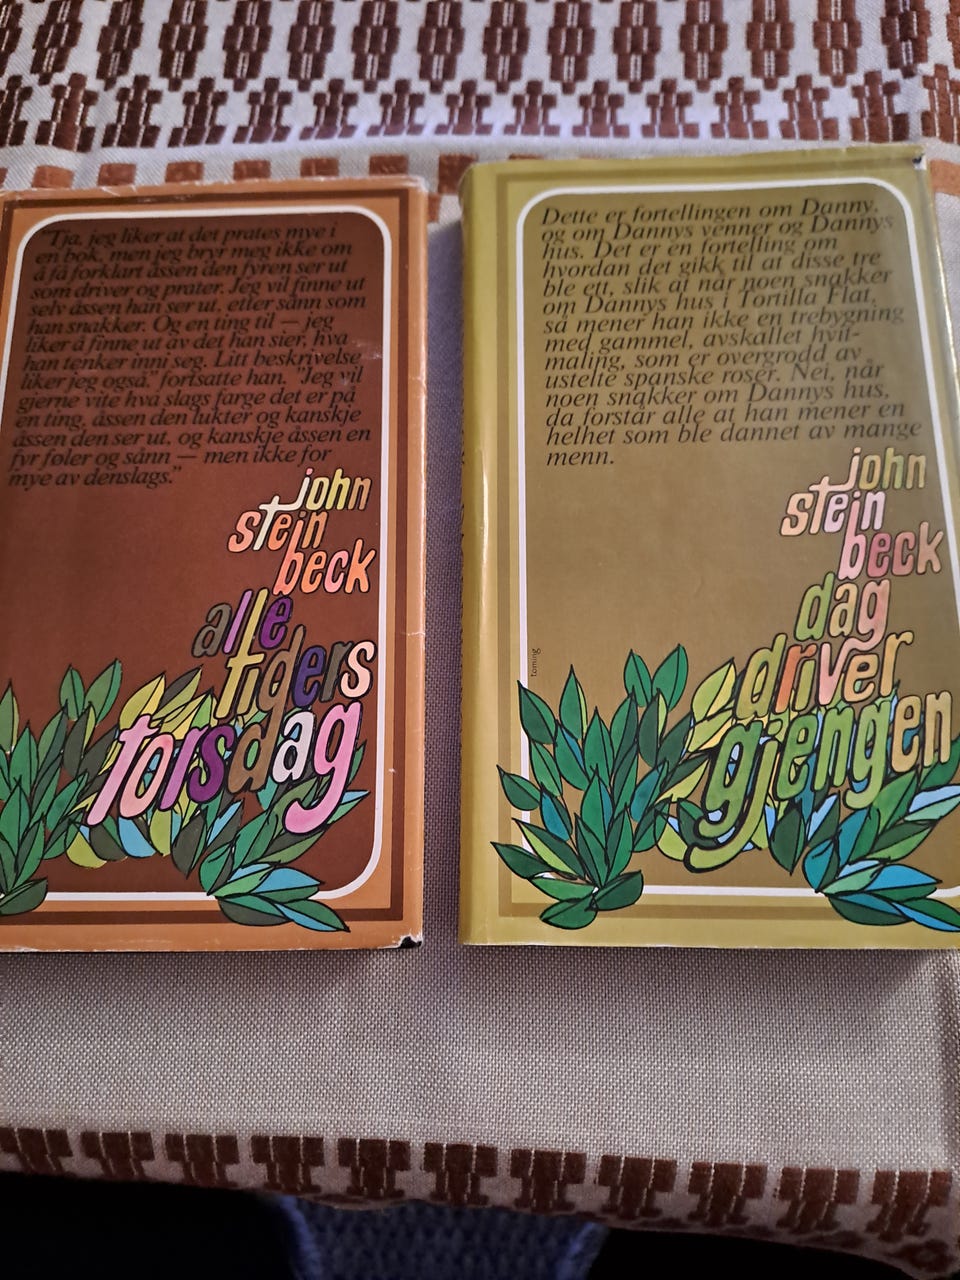 "Tja, jeg liker at det prates mye i
en bok, men jeg bryr meg ikke om
å få forklart åssen den fyren ser ut
som driver og prater. Jeg vil finne ut
selv åssen han ser ut, etter sånn som
han snakker. Og en ting til — jeg
liker å finne ut av det han sier, hva
han tenker inni seg. Litt beskrivelse
liker jeg også," fortsatte han. "Jeg vil
gjerne vite hva slags farge det er på
en ting, åssen den lukter og kanskje
åssen den ser ut, og kanskje åssen en
fyr føler og sånn — men ikke for
mye av denslags."
john
stein
beck
alle
tiders
torsdag
Dette er fortellingen om Danny,
og om Dannys venner og Dannys
hus. Det er en fortelling om
hvordan det gikk til at disse tre
ble ett, slik at når noen snakker
om Dannys hus i Tortilla Flat,
så mener han ikke en trebygning
med gammel, avskallet hvit-
maling, som er overgrodd av
ustelte spanske roser. Nei, når
noen snakker om Dannys hus,
da forstår alle at han mener en
helhet som ble dannet av mange
menn.
john
stein
beck
dag
driver
gjengen
toming